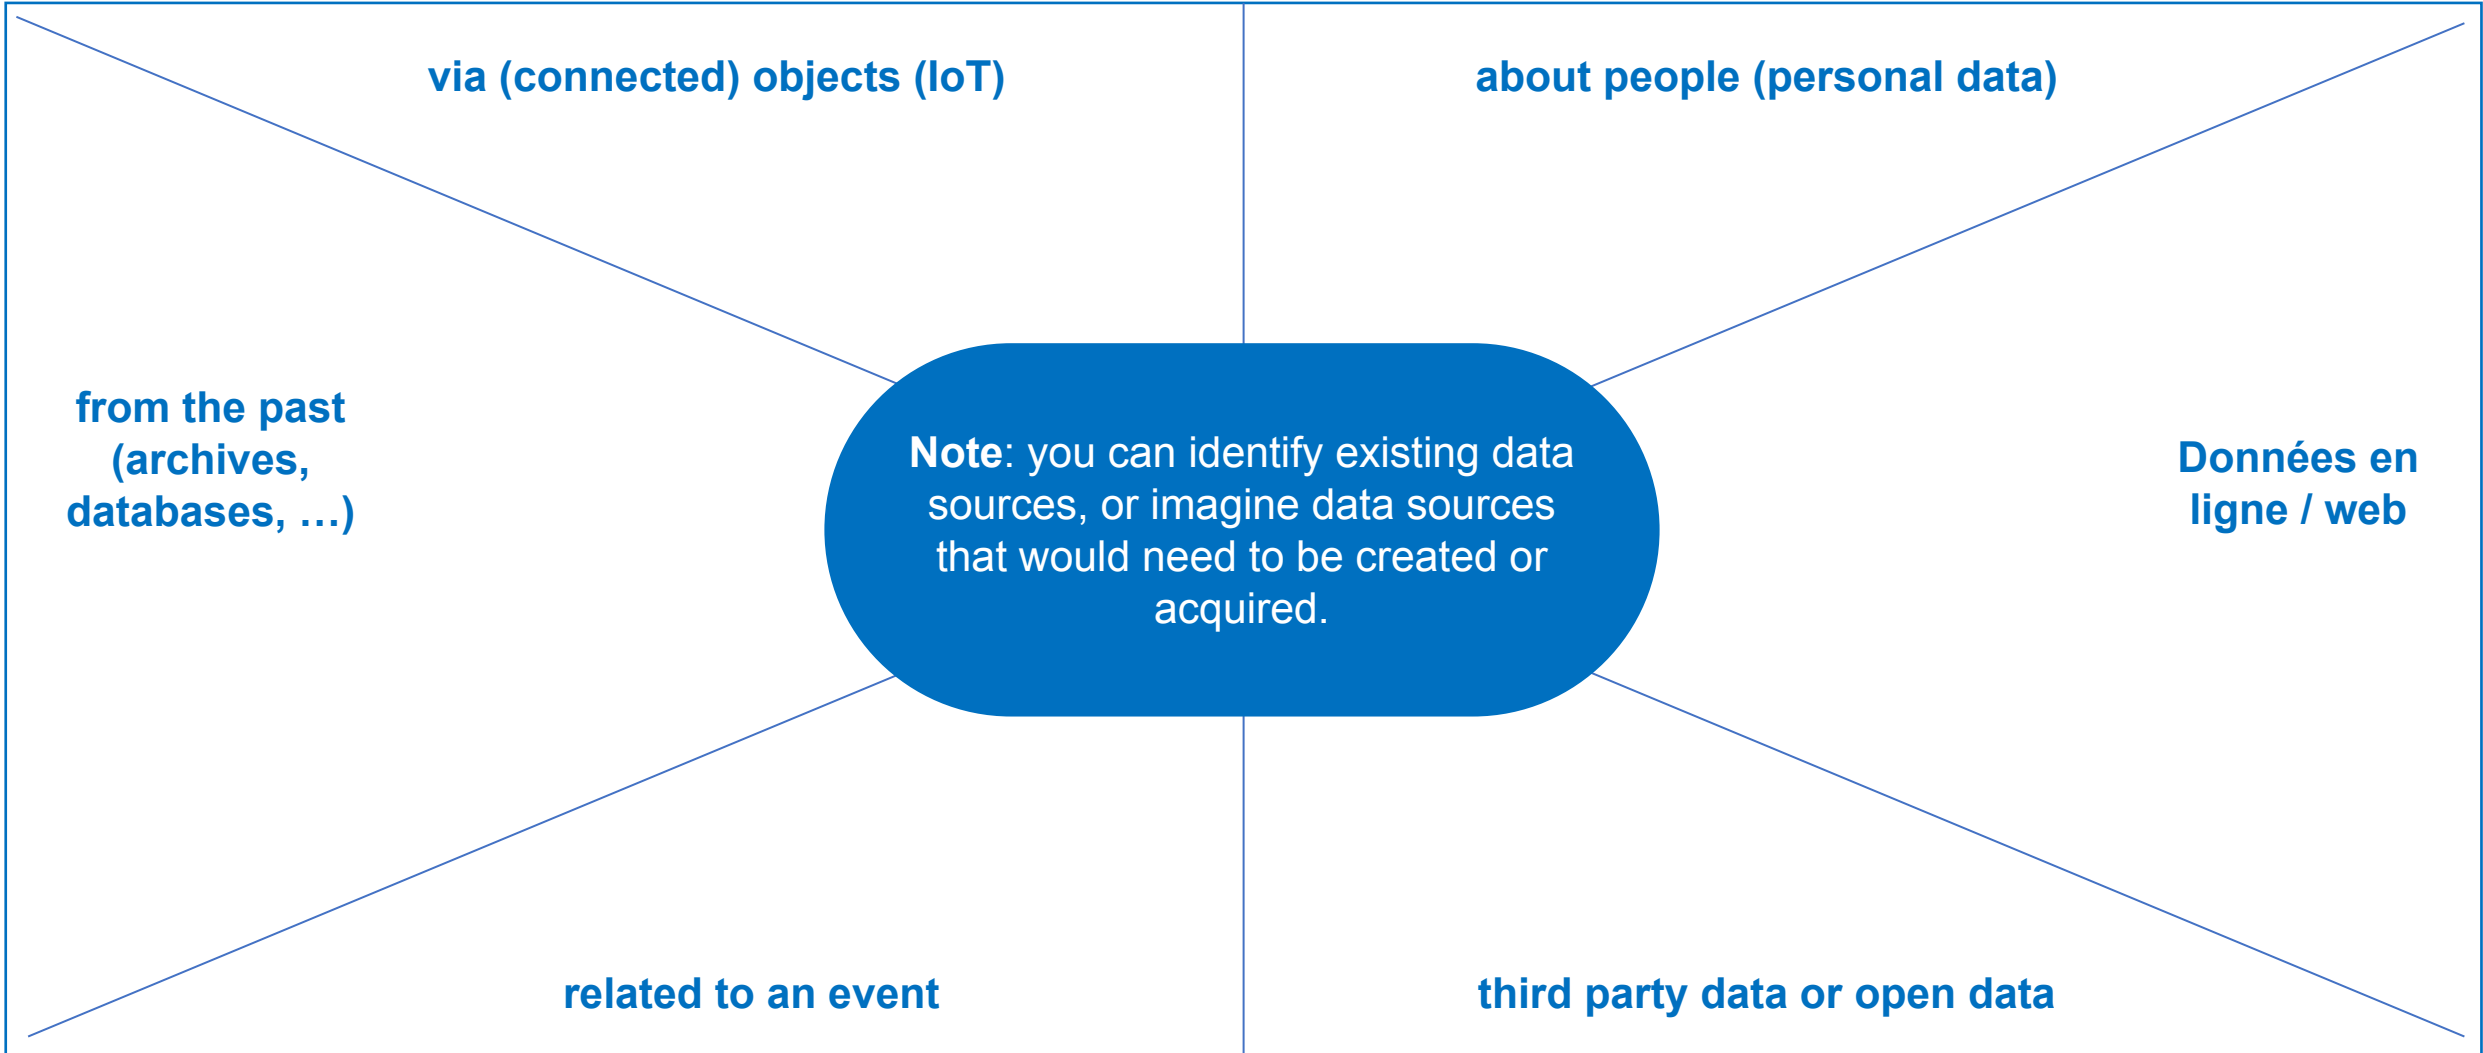 via (connected) objects (IoT)
about people (personal data)
from the past
(archives,
databases, …)
Note: you can identify existing data
sources, or imagine data sources
that would need to be created or
acquired.
Données en
ligne / web
related to an event
third party data or open data